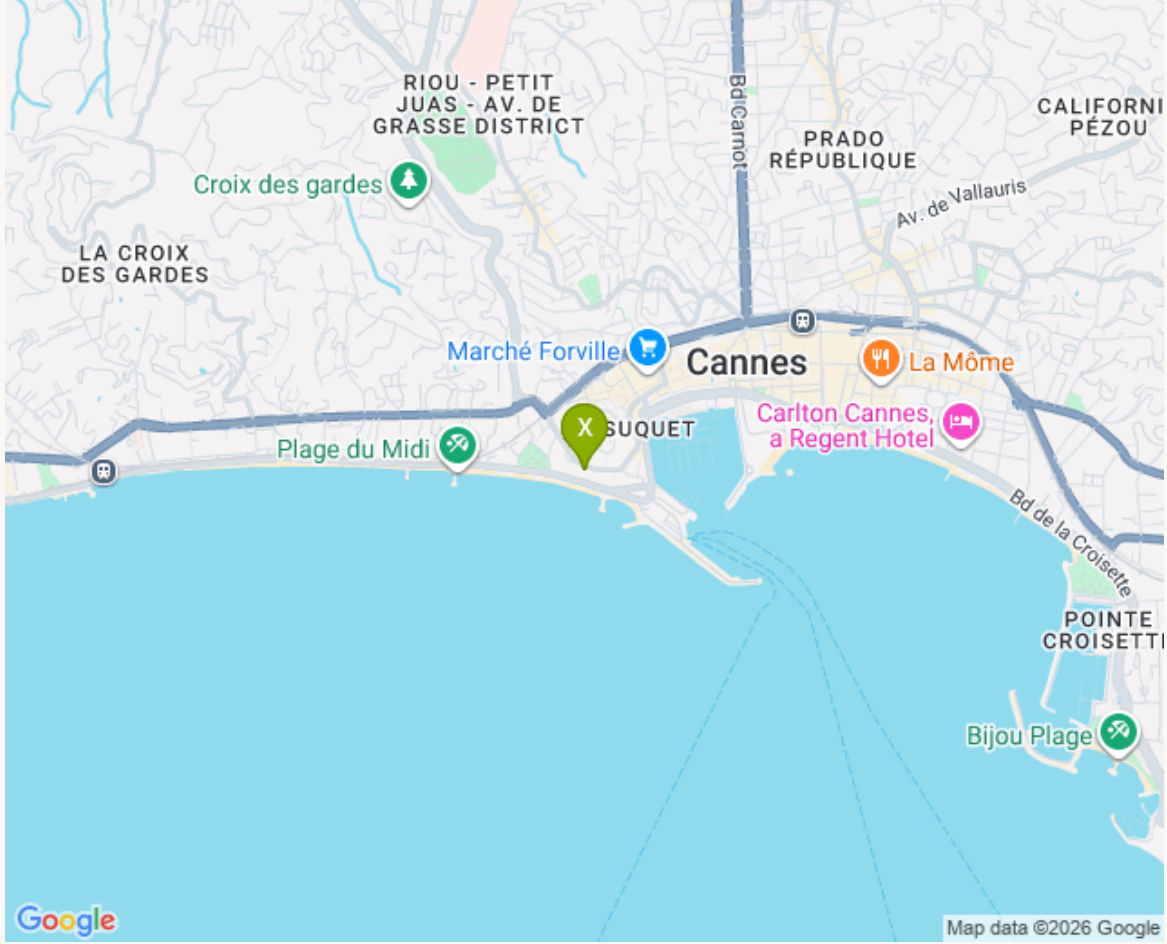 RIOU - PETIT
JUAS - AV. DE
GRASSE DISTRICT
Bd Carnot
CALIFORNI
PÉZOU
PRADO
RÉPUBLIQUE
Croix des gardes
Av. de Vallauris
LA CROIX
DES GARDES
Marché Forville
Cannes
La Môme
Carlton Cannes,
a Regent Hotel
X
SUQUET
Plage du Midi
Bd de la Croisette
POINTE
CROISETTE
Bijou Plage
Google
Map data ©2026 Google